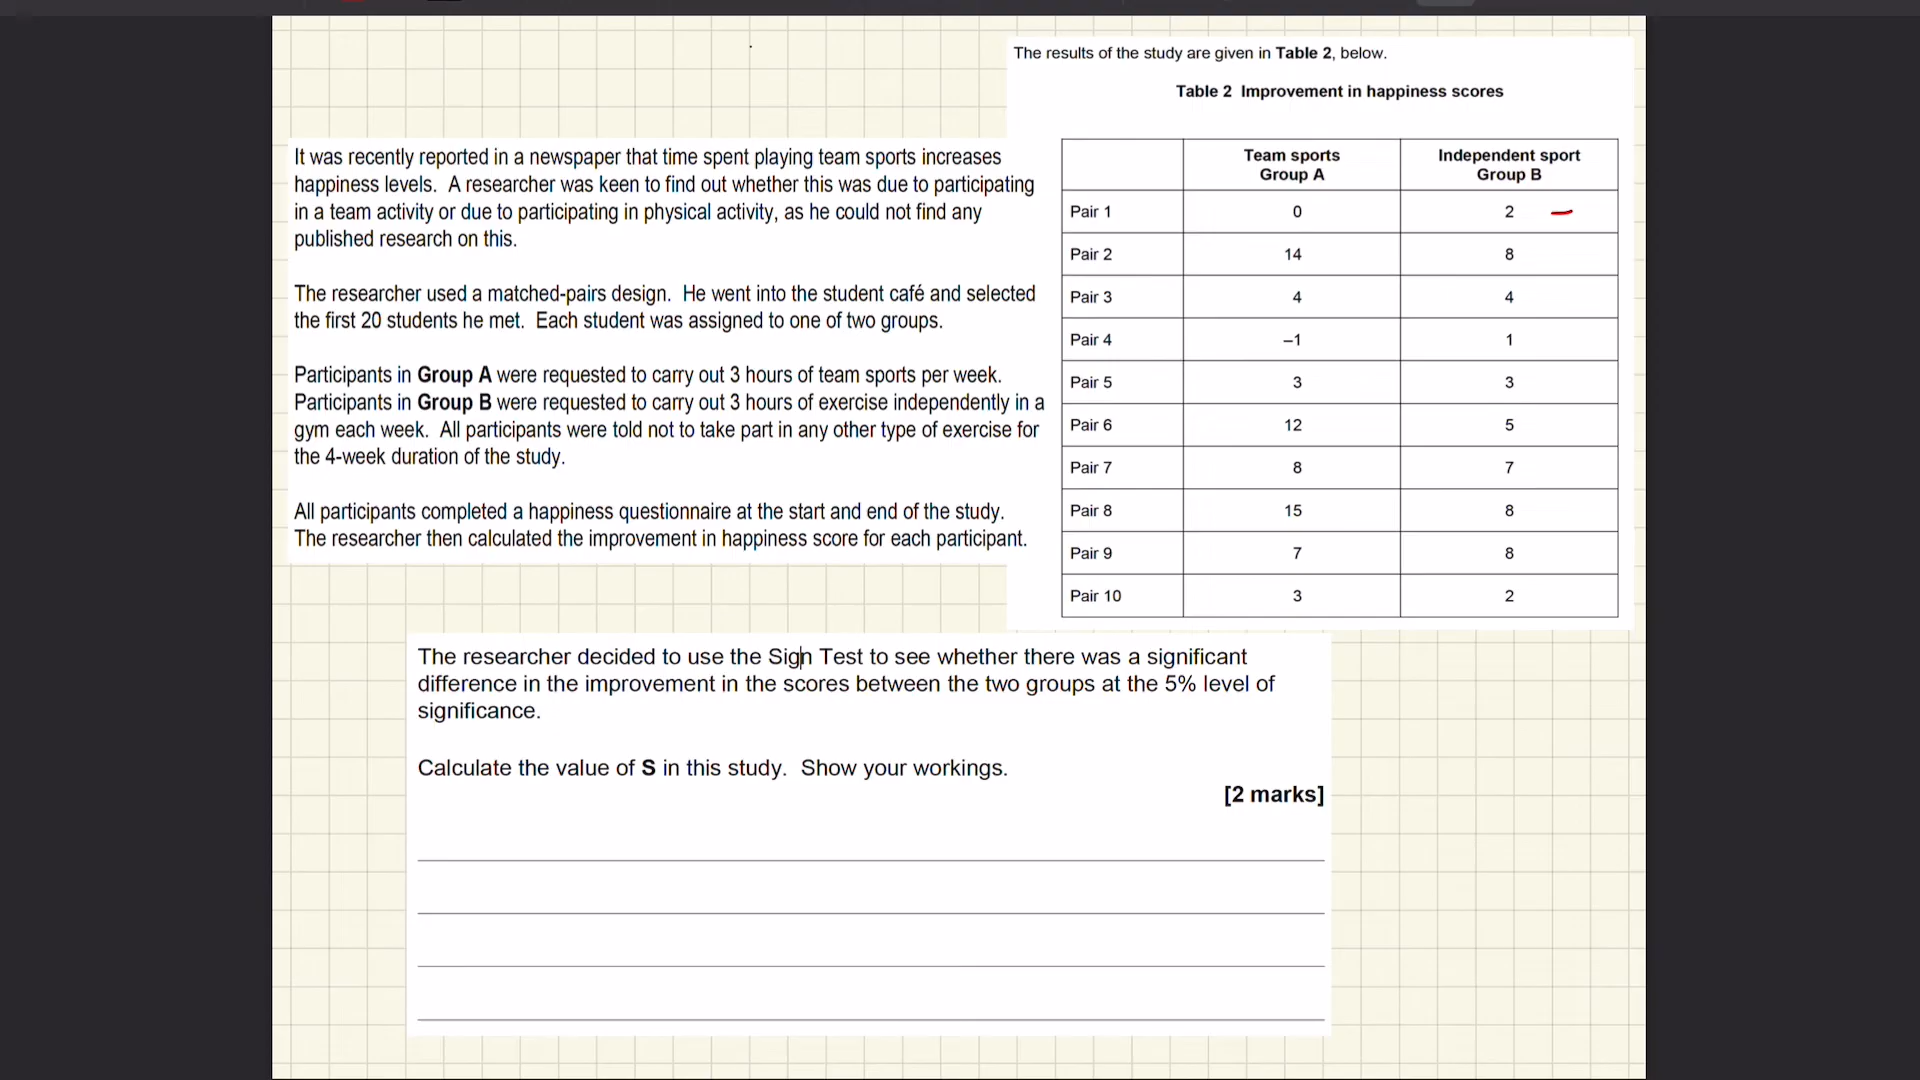 The results of the study are given in Table 2, below.
Table 2 Improvement in happiness scores
It was recently reported in a newspaper that time spent playing team sports increases
happiness levels. A researcher was keen to find out whether this was due to participating
in a team activity or due to participating in physical activity, as he could not find any
published research on this.
The researcher used a matched-pairs design. He went into the student café and selected
the first 20 students he met. Each student was assigned to one of two groups.
Participants in Group A were requested to carry out 3 hours of team sports per week.
Participants in Group B were requested to carry out 3 hours of exercise independently in a
gym each week. All participants were told not to take part in any other type of exercise for
the 4-week duration of the study.
All participants completed a happiness questionnaire at the start and end of the study.
The researcher then calculated the improvement in happiness score for each participant.
Team sports Independent sport
Group A Group B
Pair 1 0 2 –
Pair 2 14 8
Pair 3 4 4
Pair 4 –1 1
Pair 5 3 3
Pair 6 12 5
Pair 7 8 7
Pair 8 15 8
Pair 9 7 8
Pair 10 3 2
The researcher decided to use the Sign Test to see whether there was a significant
difference in the improvement in the scores between the two groups at the 5% level of
significance.
Calculate the value of S in this study. Show your workings.
[2 marks]